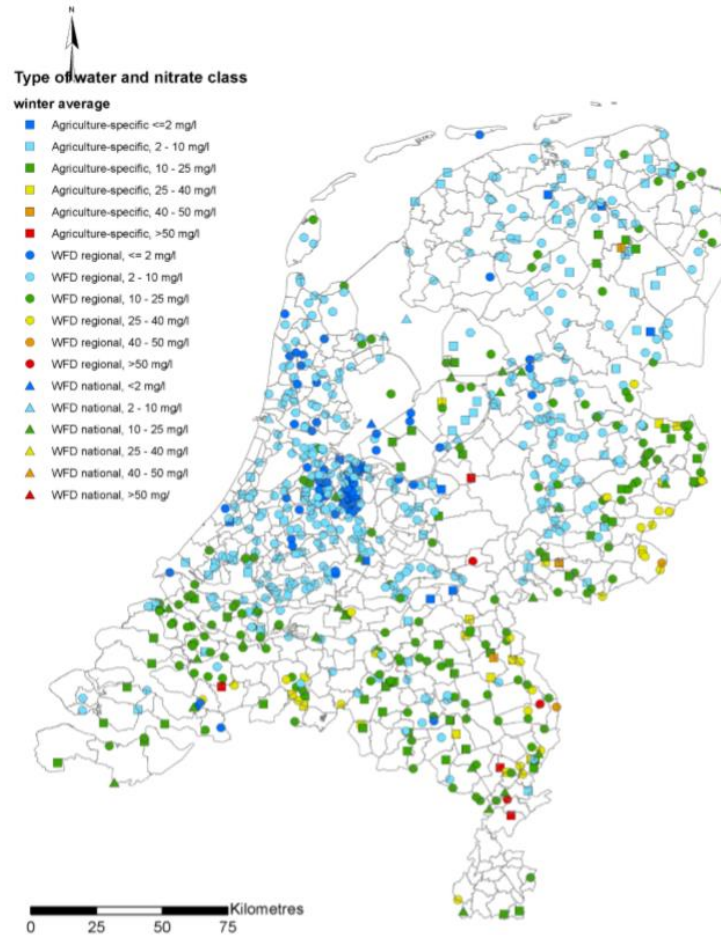 N
Type of water and nitrate class
winter average
Agriculture-specific <=2 mg/l
Agriculture-specific, 2 - 10 mg/l
Agriculture-specific, 10 - 25 mg/l
Agriculture-specific, 25 - 40 mg/l
Agriculture-specific, 40 - 50 mg/l
Agriculture-specific, >50 mg/l
WFD regional, <= 2 mg/l
WFD regional, 2 - 10 mg/l
WFD regional, 10 - 25 mg/l
WFD regional, 25 - 40 mg/l
WFD regional, 40 - 50 mg/l
WFD regional, >50 mg/l
WFD national, <2 mg/l
WFD national, 2 - 10 mg/l
WFD national, 10 - 25 mg/l
WFD national, 25 - 40 mg/l
WFD national, 40 - 50 mg/l
WFD national, >50 mg/
Kilometres
0 25 50 75